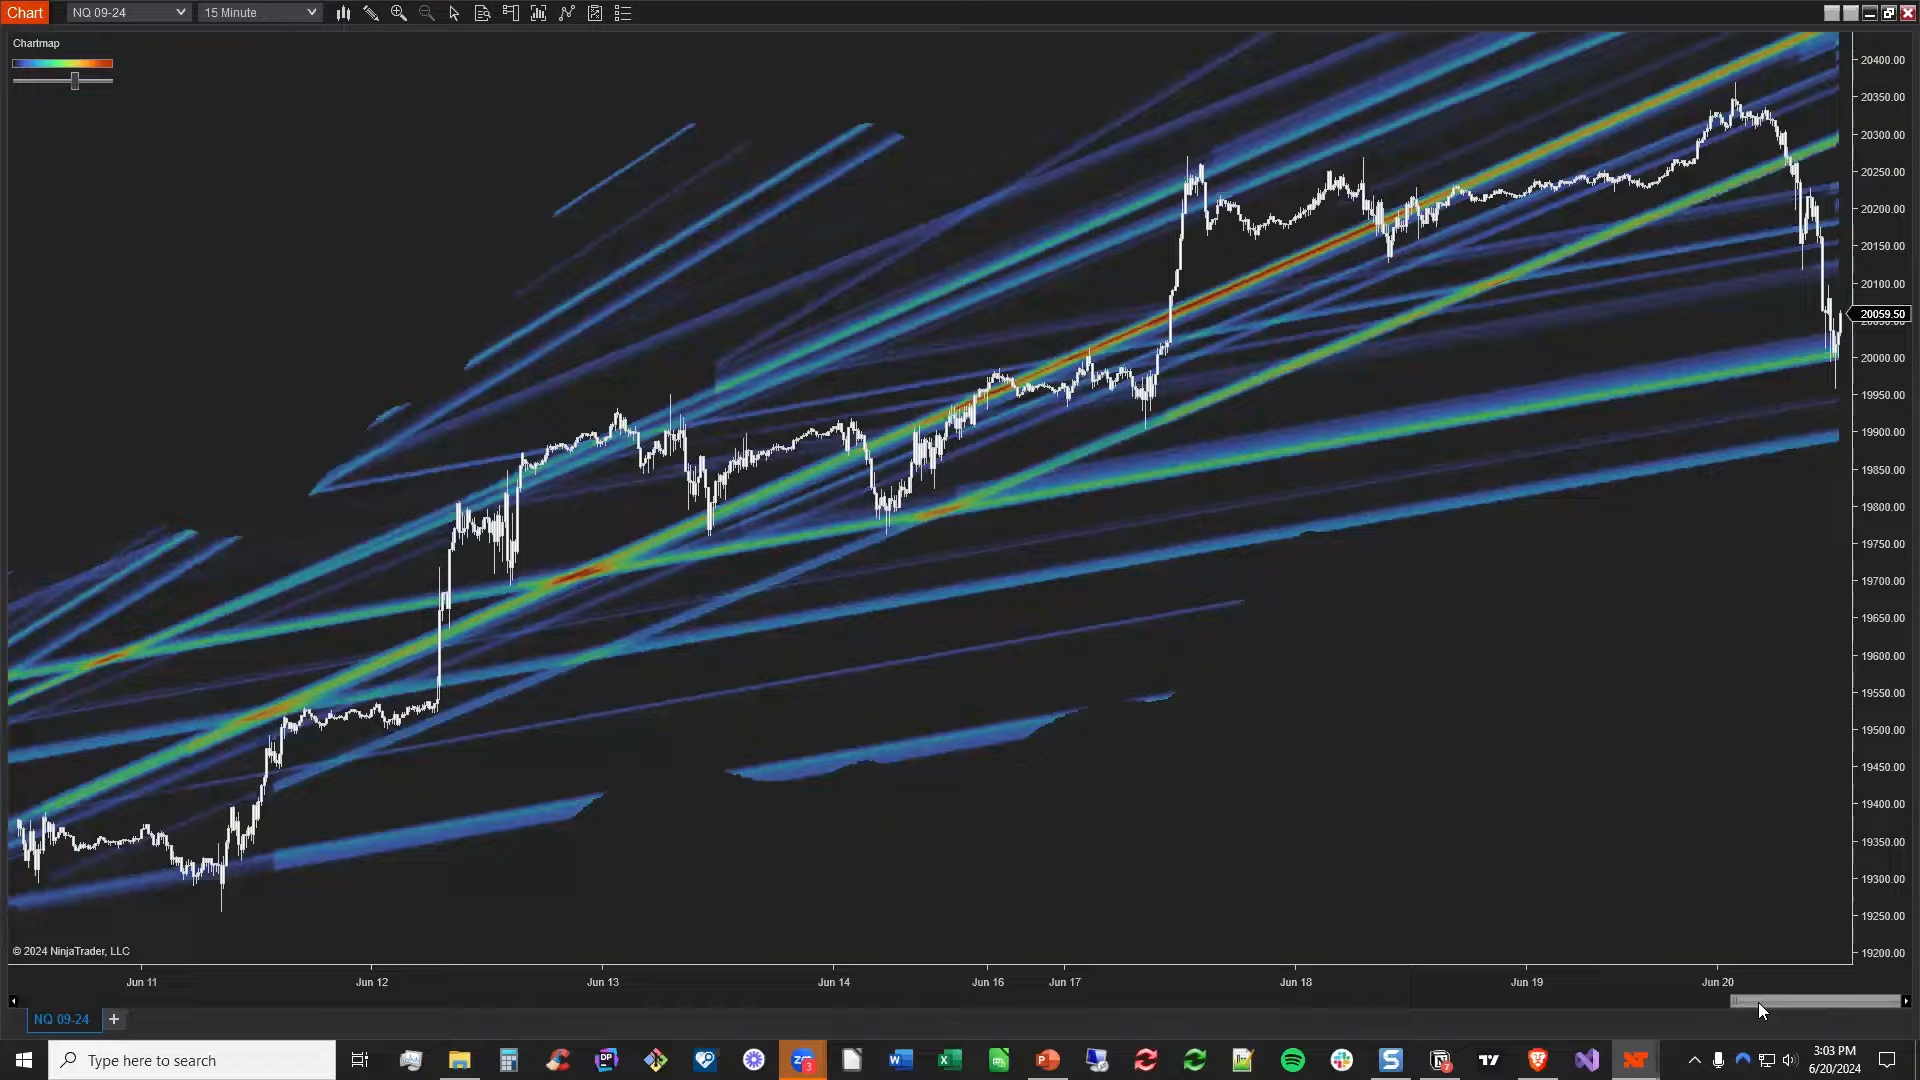 Chart
NQ 09-24
15 Minute
Chartmap
20400.00
20350.00
20300.00
20250.00
20200.00
20150.00
20100.00
20059.50
20000.00
19950.00
19900.00
19850.00
19800.00
19750.00
19700.00
19650.00
19600.00
19550.00
19500.00
19450.00
19400.00
19350.00
19300.00
19250.00
19200.00
© 2024 NinjaTrader, LLC
Jun 11
Jun 12
Jun 13
Jun 14
Jun 16
Jun 17
Jun 18
Jun 19
Jun 20
NQ 09-24
+
Type here to search
3:03 PM
6/20/2024